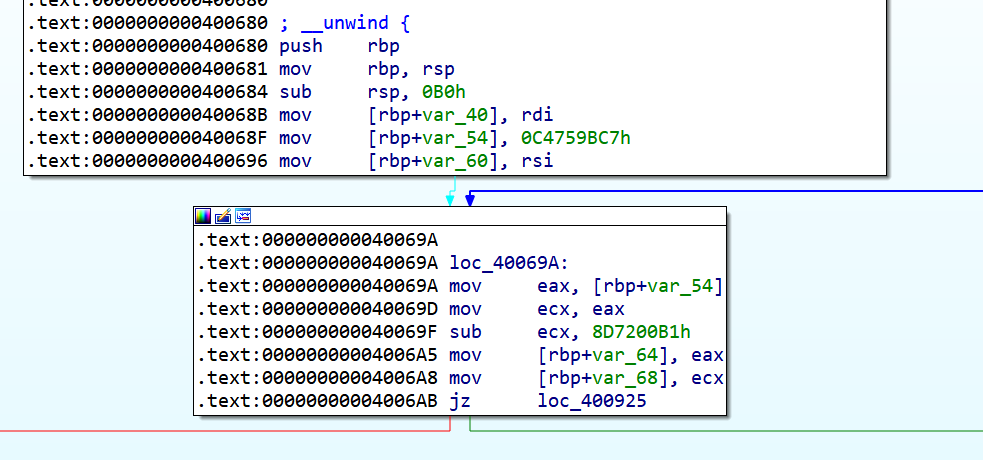 .text:0000000000400680
.text:0000000000400680 ; __unwind {
.text:0000000000400680 push    rbp
.text:0000000000400681 mov     rbp, rsp
.text:0000000000400684 sub     rsp, 0B0h
.text:000000000040068B mov     [rbp+var_40], rdi
.text:000000000040068F mov     [rbp+var_54], 0C4759BC7h
.text:0000000000400696 mov     [rbp+var_60], rsi
.text:000000000040069A
.text:000000000040069A loc_40069A:
.text:000000000040069A mov     eax, [rbp+var_54]
.text:000000000040069D mov     ecx, eax
.text:000000000040069F sub     ecx, 8D7200B1h
.text:00000000004006A5 mov     [rbp+var_64], eax
.text:00000000004006A8 mov     [rbp+var_68], ecx
.text:00000000004006AB jz      loc_400925